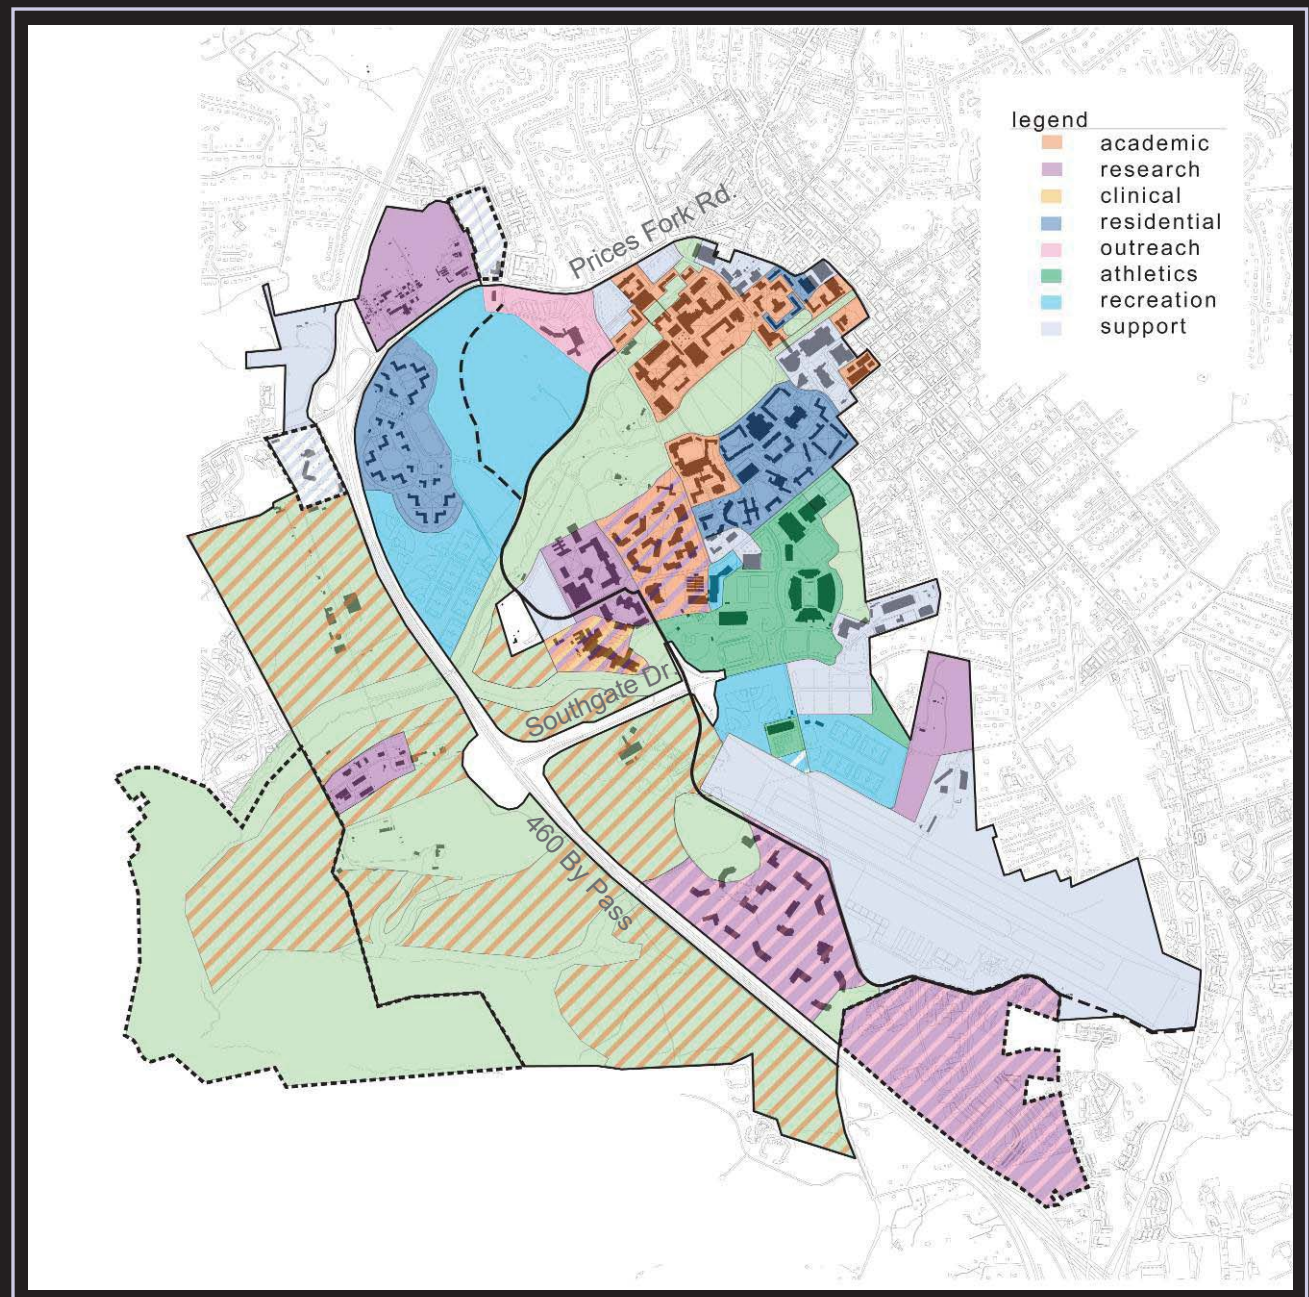 legend
academic
research
clinical
residential
outreach
athletics
recreation
support
Prices Fork Rd.
Southgate Dr.
460 By Pass